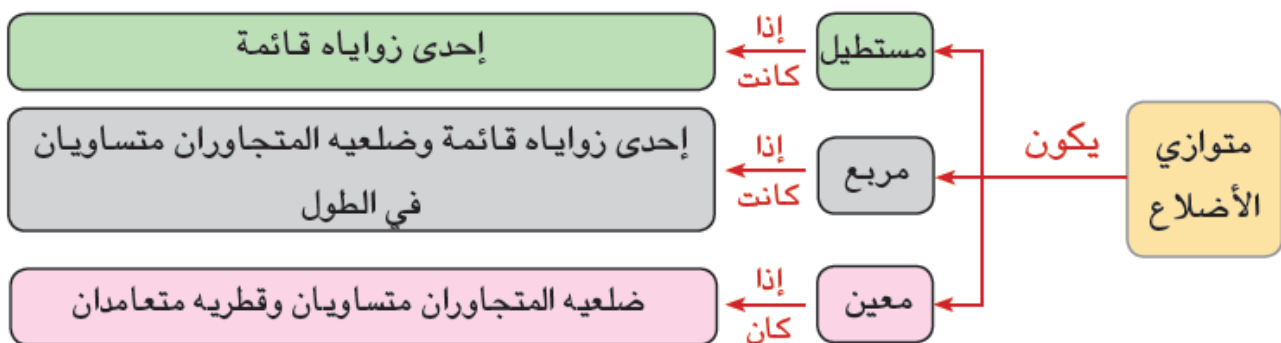 متوازي
الأضلاع
يكون
مستطيل
إذا
كانت
إحدى زواياه قائمة
مربع
إذا
كانت
إحدى زواياه قائمة وضلعيه المتجاوران متساويان
في الطول
معين
إذا
كان
ضلعيه المتجاوران متساويان وقطريه متعامدان